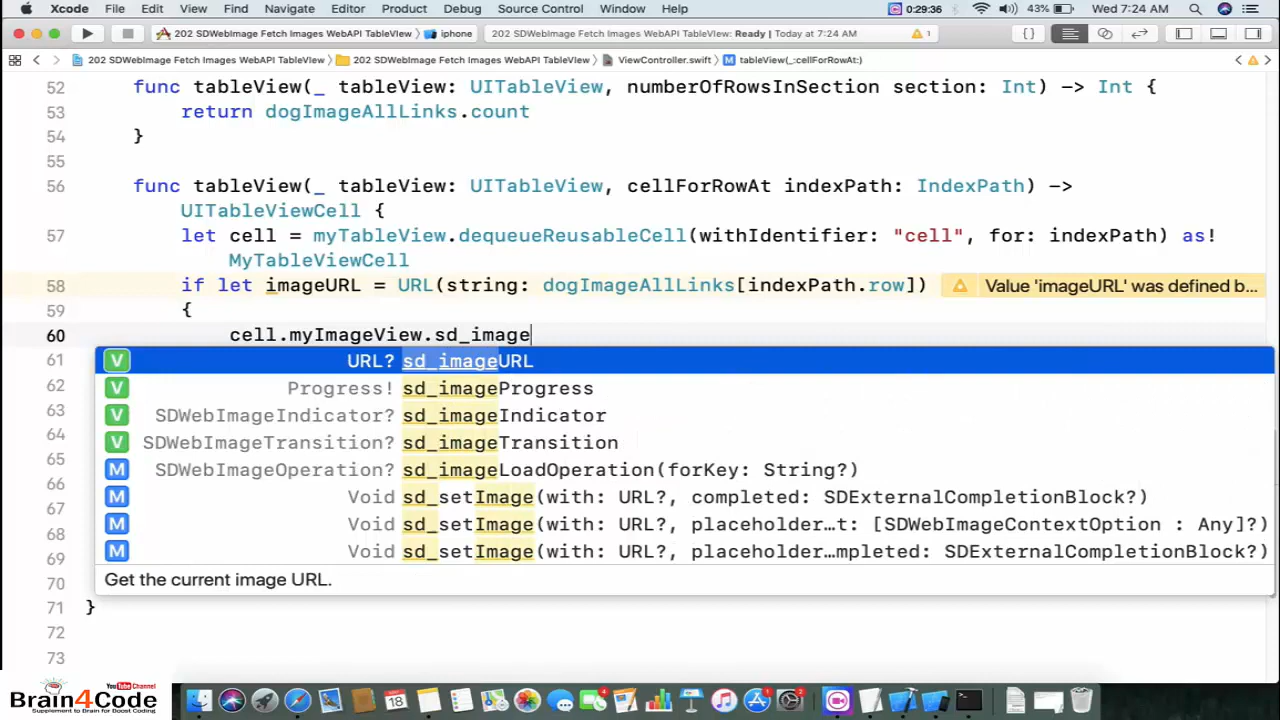 Xcode File Edit View Find Navigate Editor Product Debug Source Control Window Help 0:29:36 43% Wed 7:24 AM
202 SDWebImage Fetch Images WebAPI TableVIew iphone 202 SDWebImage Fetch Images WebAPI TableVIew: Ready | Today at 7:24 AM 1
202 SDWebImage Fetch Images WebAPI TableVIew 202 SDWebImage Fetch Images WebAPI TableVIew ViewController.swift M tableView(_:cellForRowAt:)
52 func tableView(_ tableView: UITableView, numberOfRowsInSection section: Int) -> Int {
53 return dogImageAllLinks.count
54 }
55
56 func tableView(_ tableView: UITableView, cellForRowAt indexPath: IndexPath) ->
UITableViewCell {
57 let cell = myTableView.dequeueReusableCell(withIdentifier: "cell", for: indexPath) as!
MyTableViewCell
58 if let imageURL = URL(string: dogImageAllLinks[indexPath.row]) Value 'imageURL' was defined b...
59 {
60 cell.myImageView.sd_image
61 V URL? sd_imageURL
62 V Progress! sd_imageProgress
63 V SDWebImageIndicator? sd_imageIndicator
64 V SDWebImageTransition? sd_imageTransition
65 M SDWebImageOperation? sd_imageLoadOperation(forKey: String?)
66 M Void sd_setImage(with: URL?, completed: SDExternalCompletionBlock?)
67 M Void sd_setImage(with: URL?, placeholder…t: [SDWebImageContextOption : Any]?)
68 M Void sd_setImage(with: URL?, placeholder…mpleted: SDExternalCompletionBlock?)
69
70 Get the current image URL.
71 }
72
73
YouTube Channel
Brain4Code
Supplement to Brain for Boost Coding
18
4
1